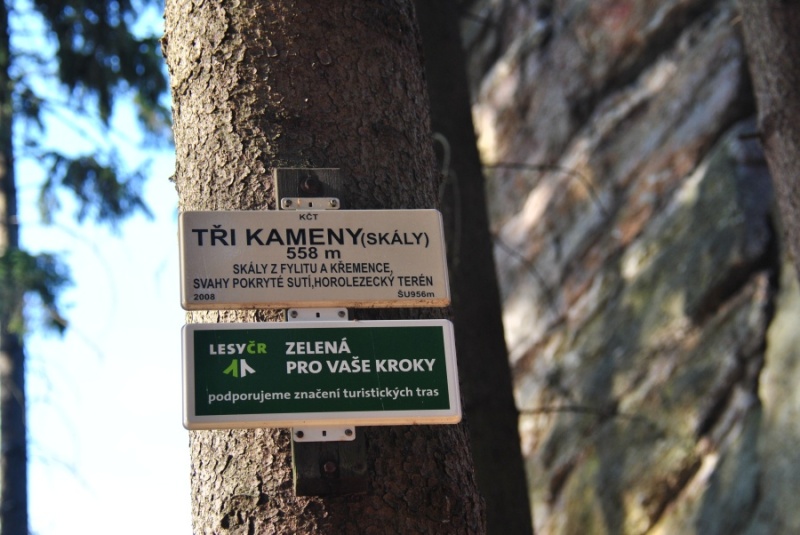 KČT
TŘI KAMENY(SKÁLY)
558 m
SKÁLY Z FYLITU A KŘEMENCE,
SVAHY POKRYTÉ SUTÍ,HOROLEZECKÝ TERÉN
2008 ŠU956m
LESYČR
ZELENÁ
PRO VAŠE KROKY
podporujeme značení turistických tras